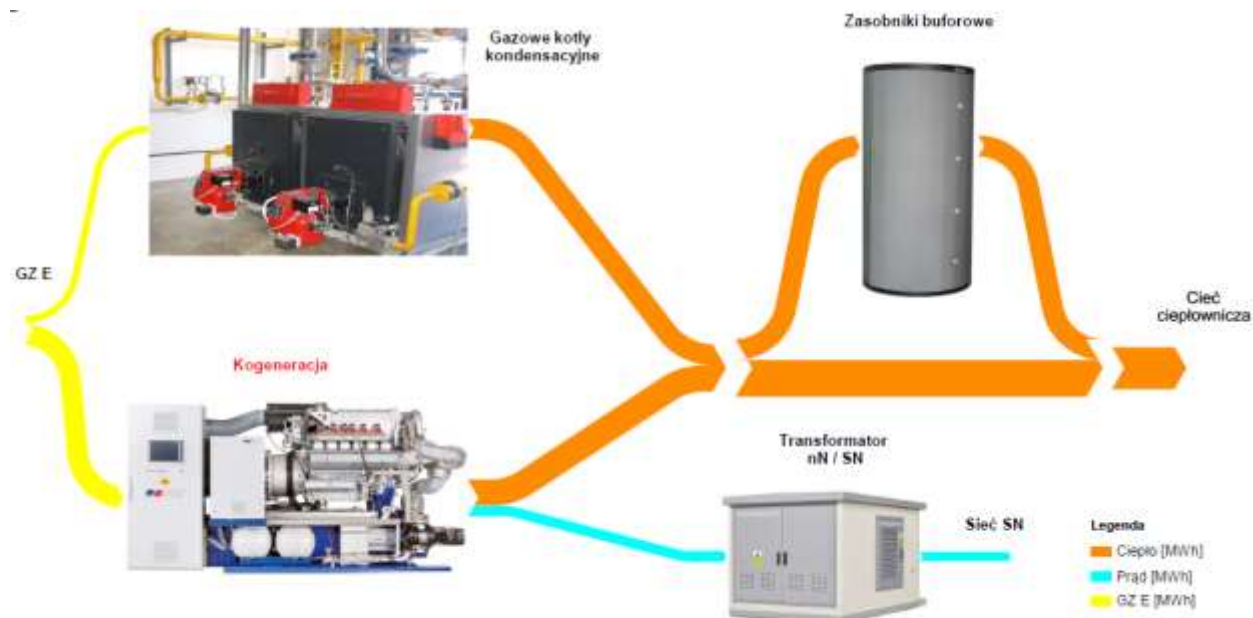 Zasobniki buforowe
Gazowe kotły
kondensacyjne
GZ E
Cieć
ciepłownicza
Kogeneracja
Transformator
nN / SN
Sieć SN
Legenda
Ciepło [MWh]
Prąd [MWh]
GZ E [MWh]